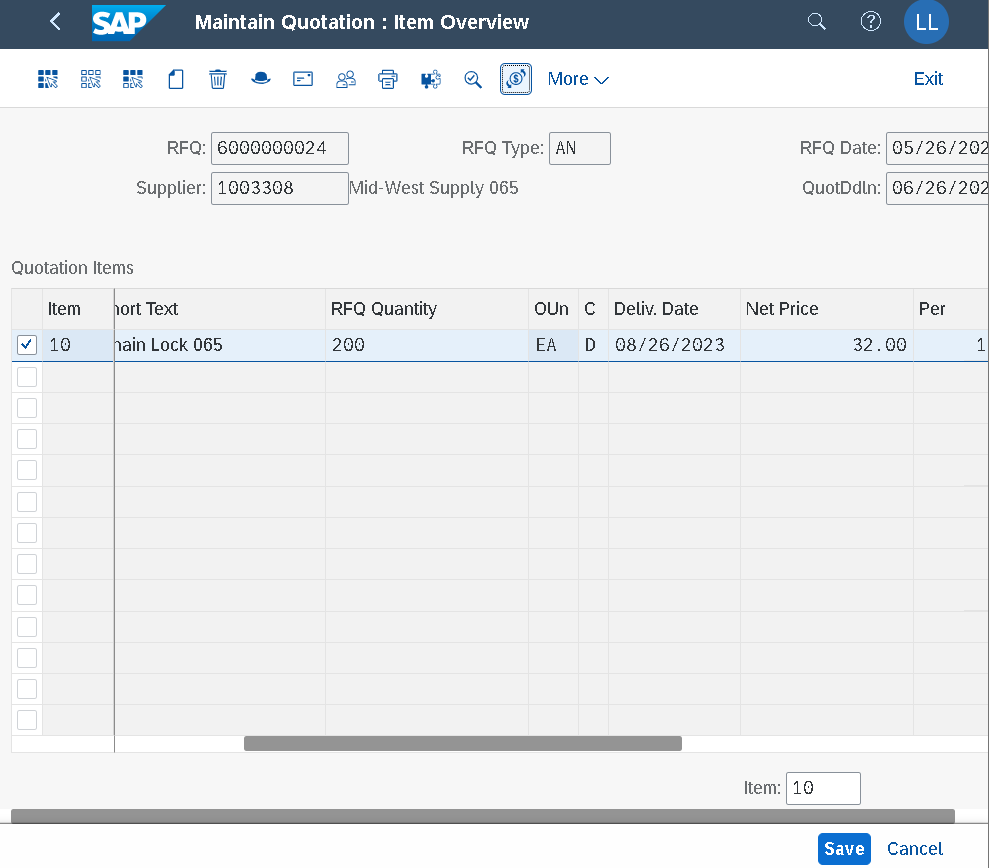 SAP Maintain Quotation : Item Overview LL
More Exit
RFQ: 6000000024 RFQ Type: AN RFQ Date: 05/26/202
Supplier: 1003308 Mid-West Supply 065 QuotDdln: 06/26/202
Quotation Items
Item hort Text RFQ Quantity OUn C Deliv. Date Net Price Per
10 hain Lock 065 200 EA D 08/26/2023 32.00 1
Item: 10
Save Cancel